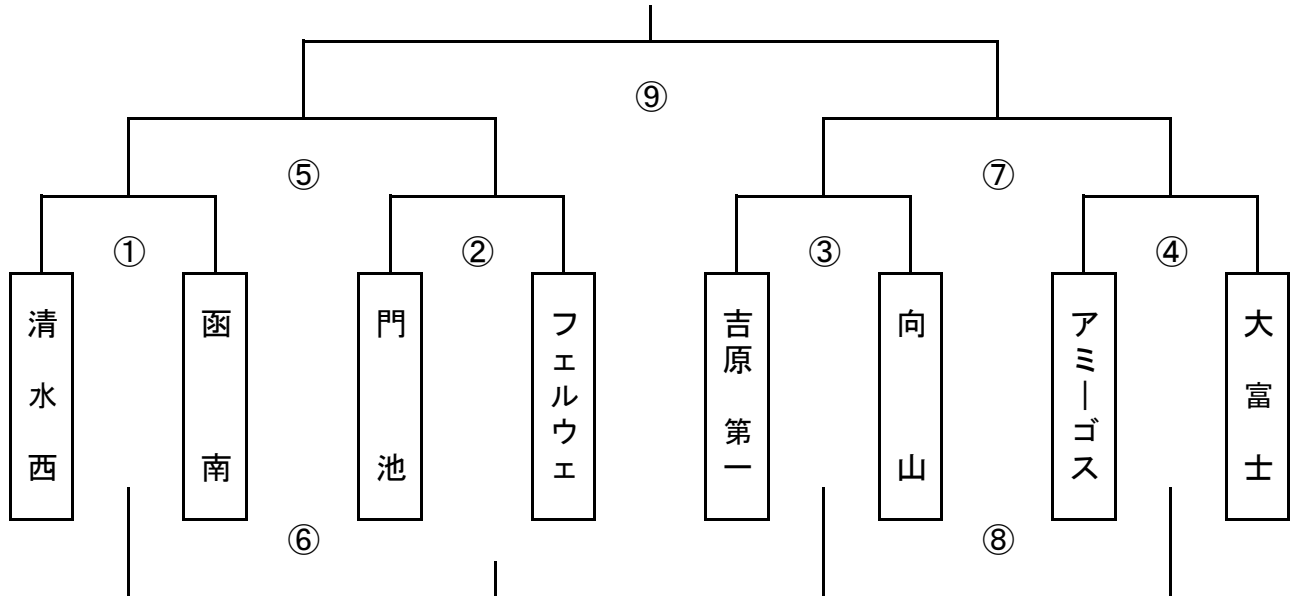 ⑨
⑤
⑦
①
②
③
④
清水西
函南
門池
フェルウェ
吉原第一
向山
アミーゴス
大富士
⑥
⑧